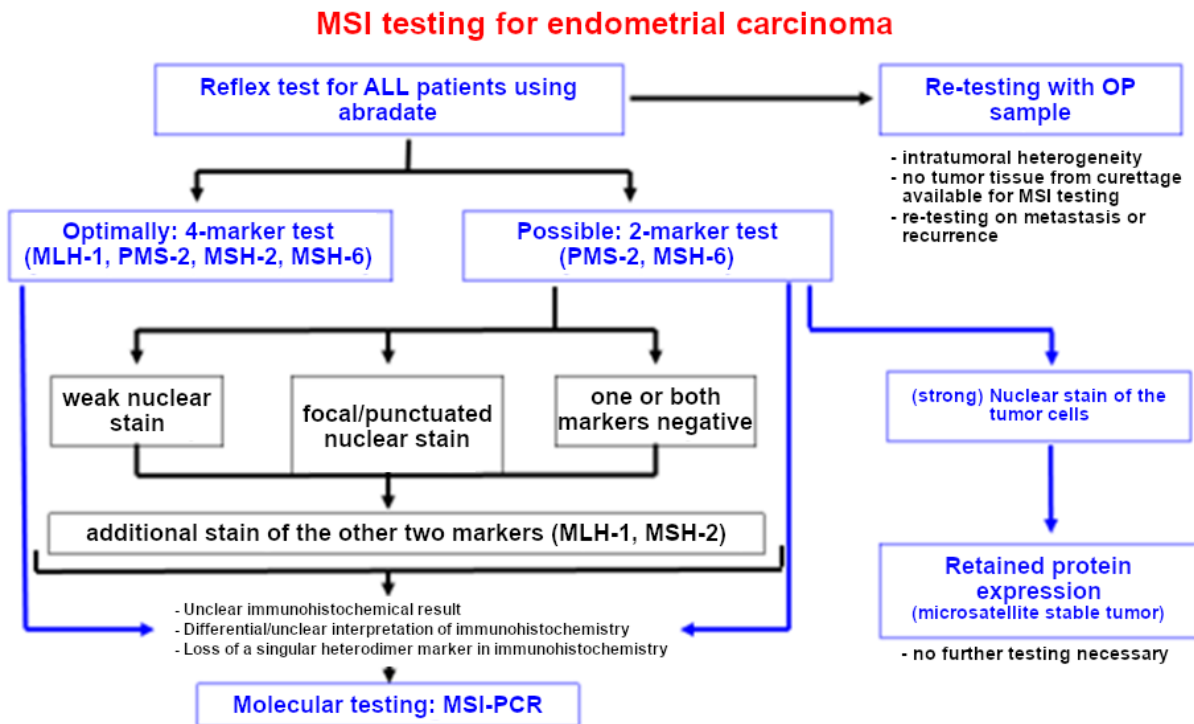 MSI testing for endometrial carcinoma
Reflex test for ALL patients using
abradate
Re-testing with OP
sample
- intratumoral heterogeneity
- no tumor tissue from curettage
available for MSI testing
- re-testing on metastasis or
recurrence
Optimally: 4-marker test
(MLH-1, PMS-2, MSH-2, MSH-6)
Possible: 2-marker test
(PMS-2, MSH-6)
weak nuclear
stain
focal/punctuated
nuclear stain
one or both
markers negative
(strong) Nuclear stain of the
tumor cells
additional stain of the other two markers (MLH-1, MSH-2)
Retained protein
expression
(microsatellite stable tumor)
- no further testing necessary
- Unclear immunohistochemical result
- Differential/unclear interpretation of immunohistochemistry
- Loss of a singular heterodimer marker in immunohistochemistry
Molecular testing: MSI-PCR